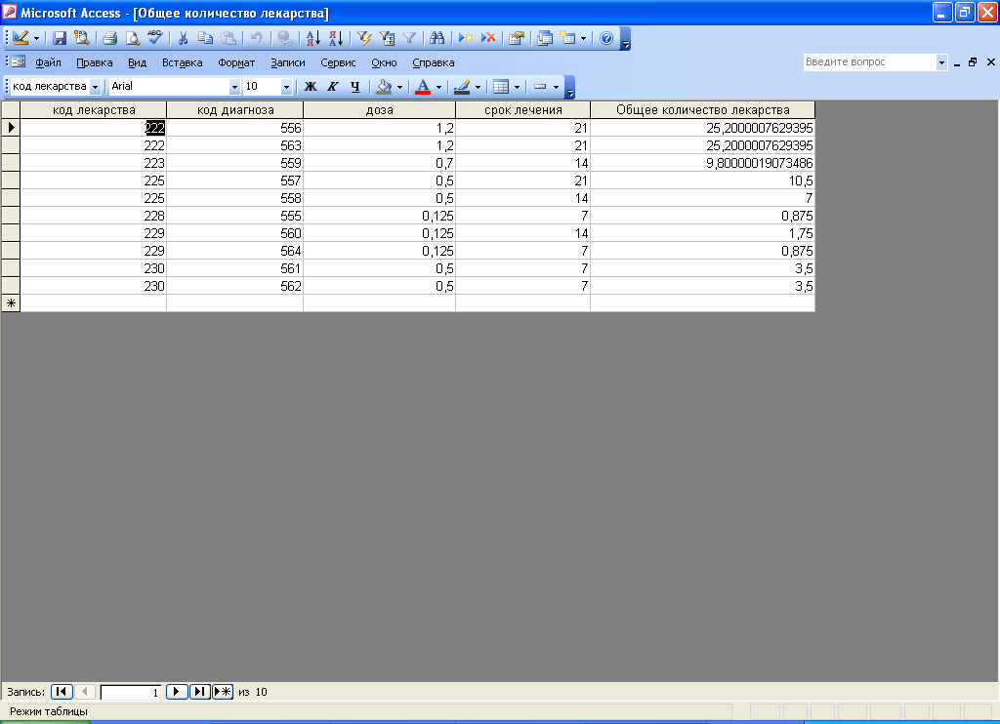 Microsoft Access - [Общее количество лекарства]
Файл Правка Вид Вставка Формат Записи Сервис Окно Справка Введите вопрос
код лекарства Arial 10 Ж К Ч
код лекарства код диагноза доза срок лечения Общее количество лекарства
222 556 1,2 21 25,2000007629395
222 563 1,2 21 25,2000007629395
223 559 0,7 14 9,80000019073486
225 557 0,5 21 10,5
225 558 0,5 14 7
228 555 0,125 7 0,875
229 560 0,125 14 1,75
229 564 0,125 7 0,875
230 561 0,5 7 3,5
230 562 0,5 7 3,5
Запись: 1 из 10
Режим таблицы